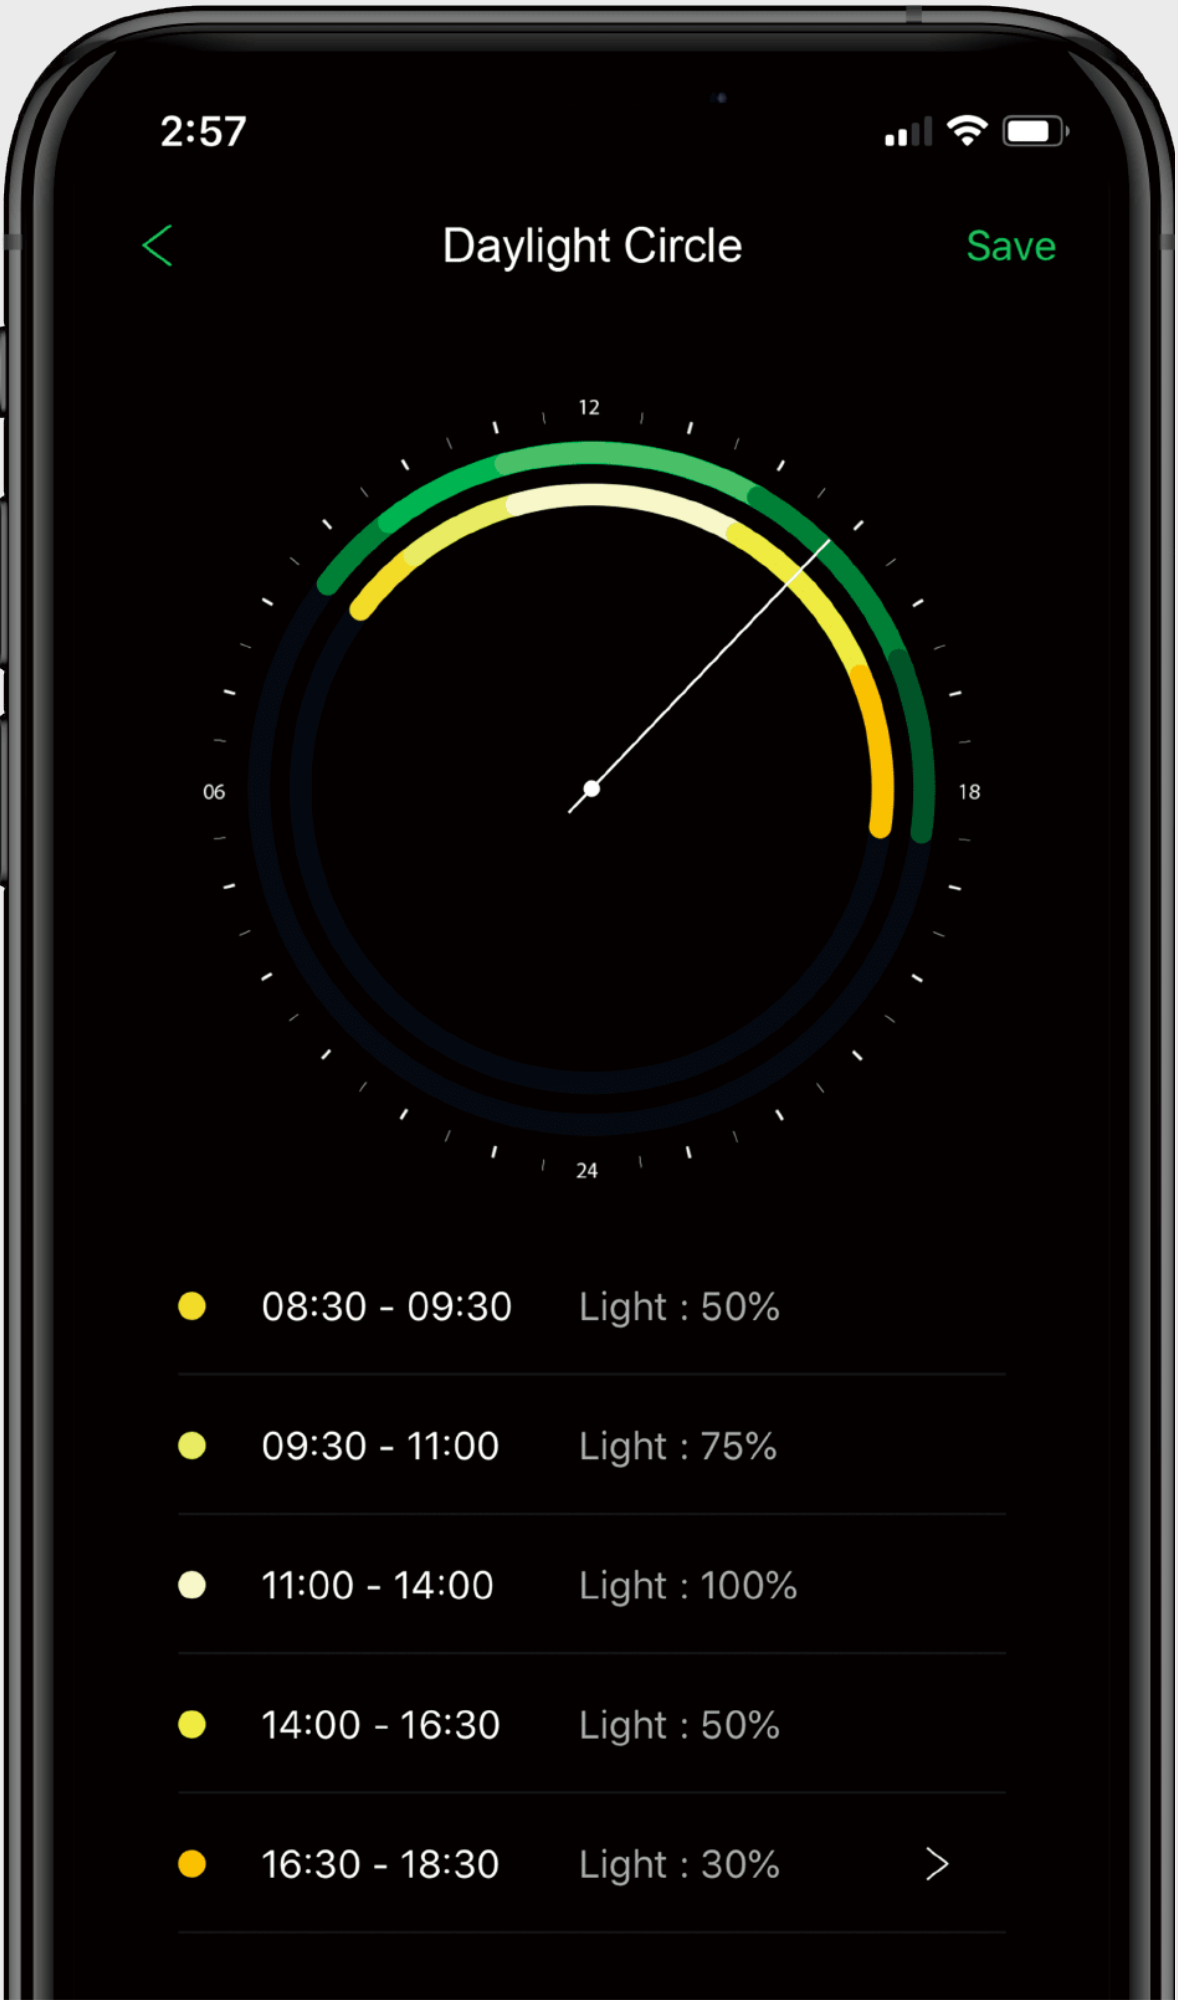 2:57
Daylight Circle Save
12
06 18
24
08:30 - 09:30 Light : 50%
09:30 - 11:00 Light : 75%
11:00 - 14:00 Light : 100%
14:00 - 16:30 Light : 50%
16:30 - 18:30 Light : 30%